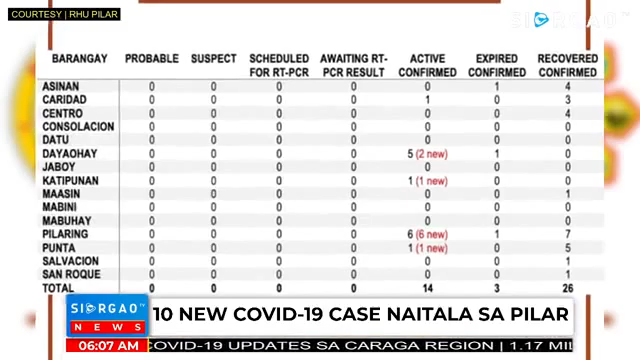 COURTESY | RHU PILAR
SIARGAO TV
BARANGAY PROBABLE SUSPECT SCHEDULED FOR RT-PCR AWAITING RT-PCR RESULT ACTIVE CONFIRMED EXPIRED CONFIRMED RECOVERED CONFIRMED
ASINAN 0 0 0 0 0 1 4
CARIDAD 0 0 0 0 1 0 3
CENTRO 0 0 0 0 0 0 4
CONSOLACION 0 0 0 0 0 0 0
DATU 0 0 0 0 0 0 0
DAYAOHAY 0 0 0 0 5 (2 new) 1 0
JABOY 0 0 0 0 0 0 0
KATIPUNAN 0 0 0 0 1 (1 new) 0 0
MAASIN 0 0 0 0 0 0 1
MABINI 0 0 0 0 0 0 0
MABUHAY 0 0 0 0 0 0 0
PILARING 0 0 0 0 6 (6 new) 1 7
PUNTA 0 0 0 0 1 (1 new) 0 5
SALVACION 0 0 0 0 0 0 1
SAN ROQUE 0 0 0 0 0 0 1
TOTAL 0 0 0 0 14 3 26
SIARGAO TV
NEWS
10 NEW COVID-19 CASE NAITALA SA PILAR
06:07 AM
COVID-19 UPDATES SA CARAGA REGION | 1.17 MIL